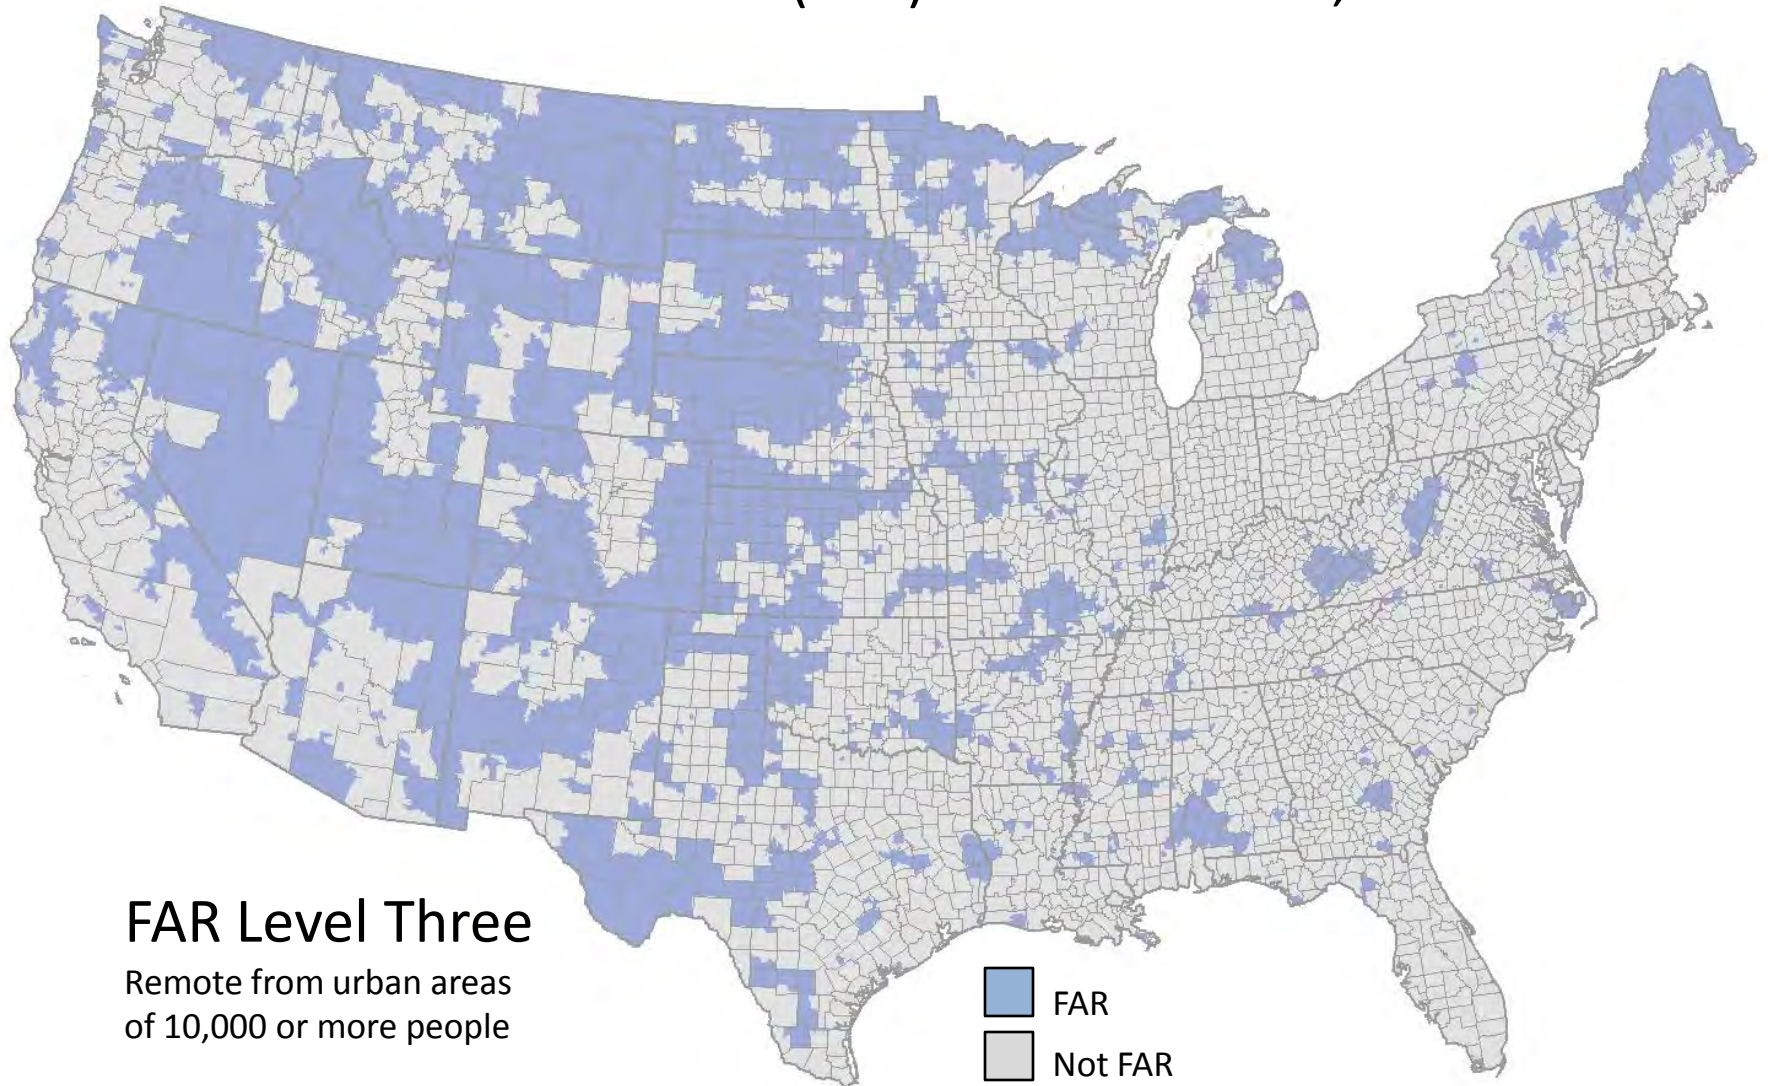 FAR Level Three
Remote from urban areas
of 10,000 or more people
FAR
Not FAR